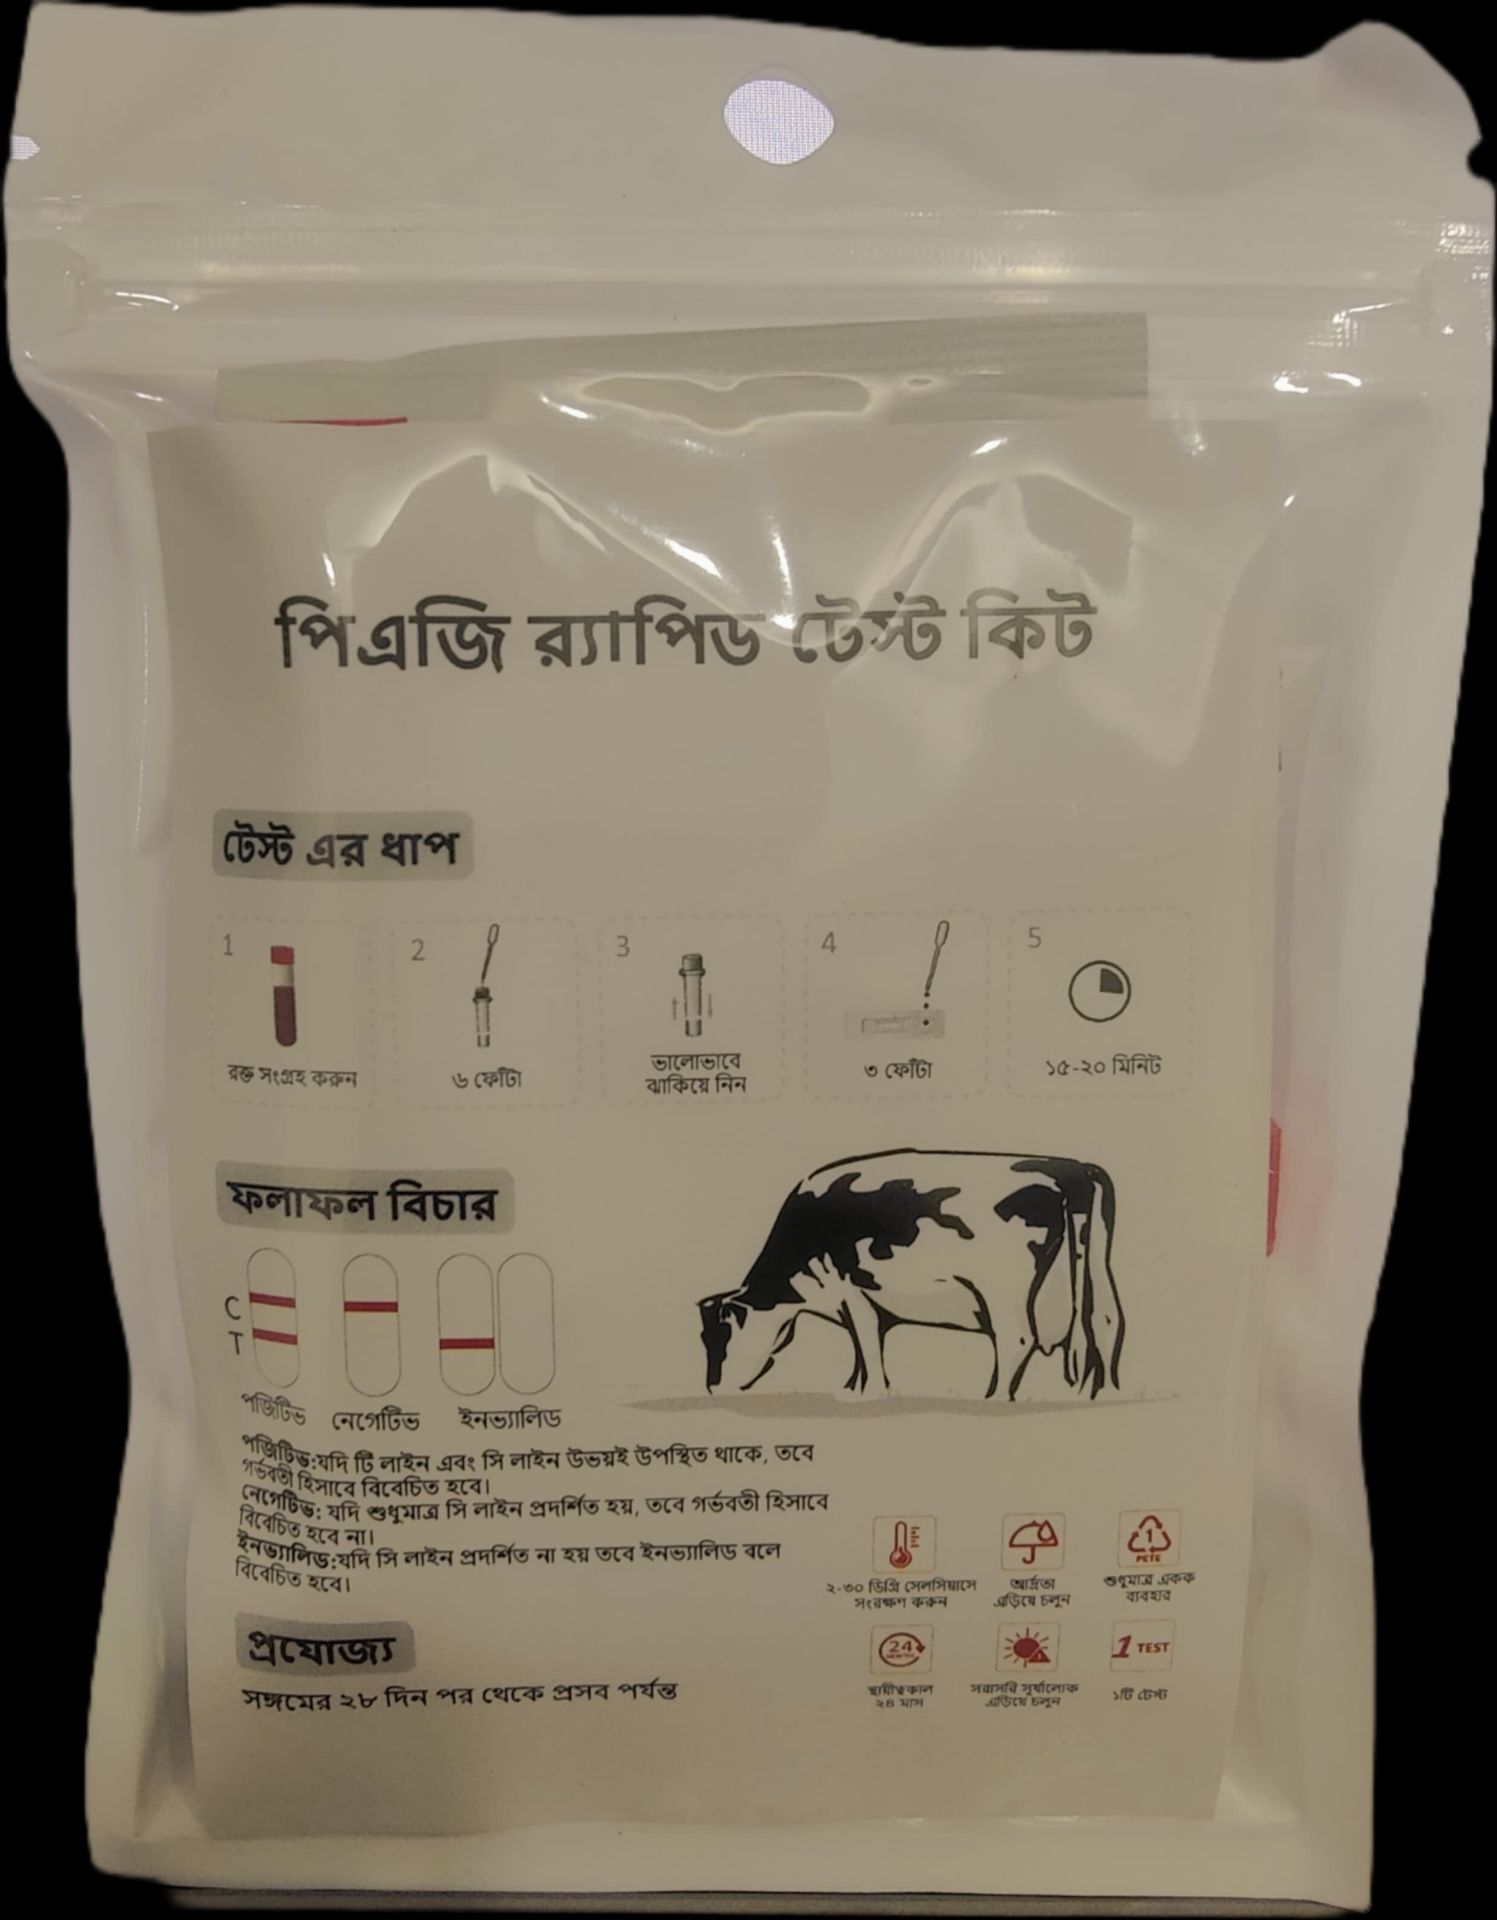 পিএজি র‍্যাপিড টেস্ট কিট
টেস্ট এর ধাপ
1
রক্ত সংগ্রহ করুন
2
৬ ফোঁটা
3
ভালোভাবে
ঝাকিয়ে নিন
4
৩ ফোঁটা
5
১৫-২০ মিনিট
ফলাফল বিচার
C
T
পজিটিভ
নেগেটিভ
ইনভ্যালিড
পজিটিভ:যদি টি লাইন এবং সি লাইন উভয়ই উপস্থিত থাকে, তবে
গর্ভবতী হিসাবে বিবেচিত হবে।
নেগেটিভ: যদি শুধুমাত্র সি লাইন প্রদর্শিত হয়, তবে গর্ভবতী হিসাবে
বিবেচিত হবে না।
ইনভ্যালিড:যদি সি লাইন প্রদর্শিত না হয় তবে ইনভ্যালিড বলে
বিবেচিত হবে।
প্রযোজ্য
সঙ্গমের ২৮ দিন পর থেকে প্রসব পর্যন্ত
২-৩০ ডিগ্রি সেলসিয়াসে
সংরক্ষণ করুন
আর্দ্রতা
এড়িয়ে চলুন
1
PETE
শুধুমাত্র একক
ব্যবহার
24
স্থায়ীত্বকাল
২৪ মাস
সরাসরি সূর্যালোক
এড়িয়ে চলুন
1 TEST
১টি টেস্ট